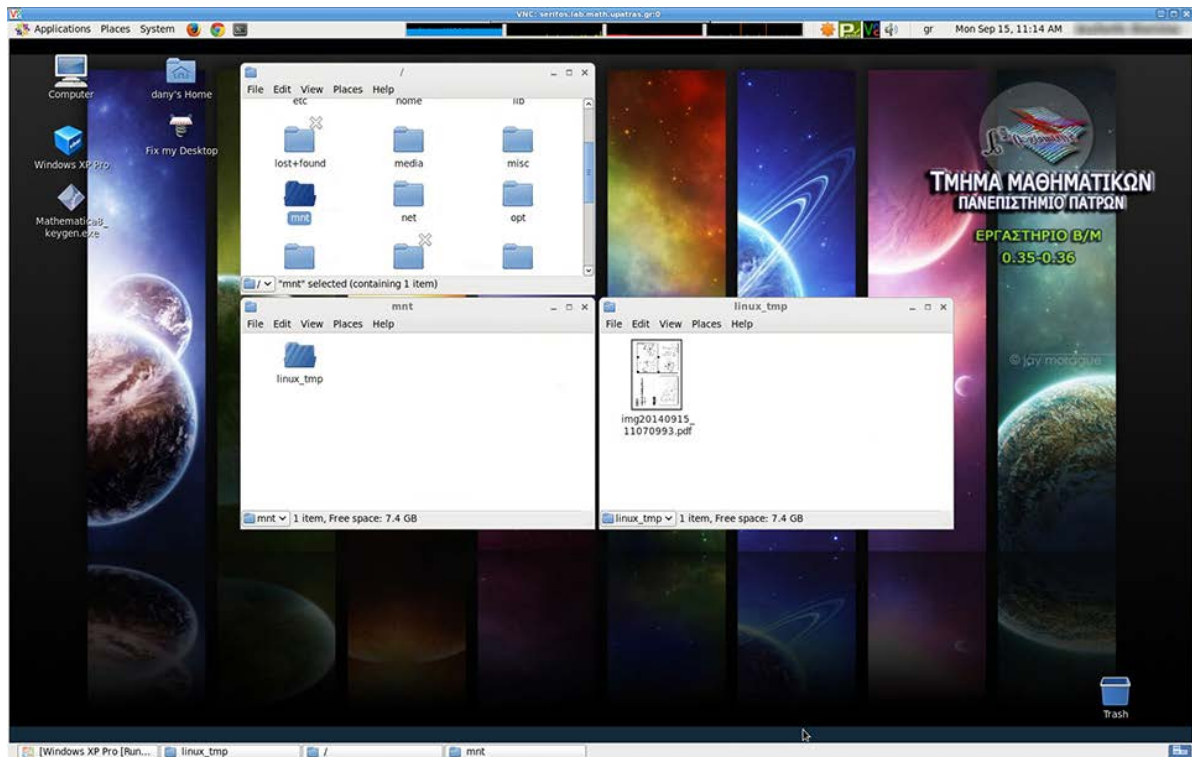 VNC: serifos.lab.math.upatras.gr:0
Applications Places System
gr Mon Sep 15, 11:14 AM
Computer
dany's Home
Windows XP Pro
Fix my Desktop
Mathematica8_
keygen.exe
/
File Edit View Places Help
etc home lib
lost+found media misc
mnt net opt
/ "mnt" selected (containing 1 item)
mnt
File Edit View Places Help
linux_tmp
mnt 1 item, Free space: 7.4 GB
linux_tmp
File Edit View Places Help
img20140915_
11070993.pdf
linux_tmp 1 item, Free space: 7.4 GB
ΤΜΗΜΑ ΜΑΘΗΜΑΤΙΚΩΝ
ΠΑΝΕΠΙΣΤΗΜΙΟ ΠΑΤΡΩΝ
ΕΡΓΑΣΤΗΡΙΟ Β/Μ
0.35-0.36
© jay morague
Trash
[Windows XP Pro [Run... linux_tmp / mnt